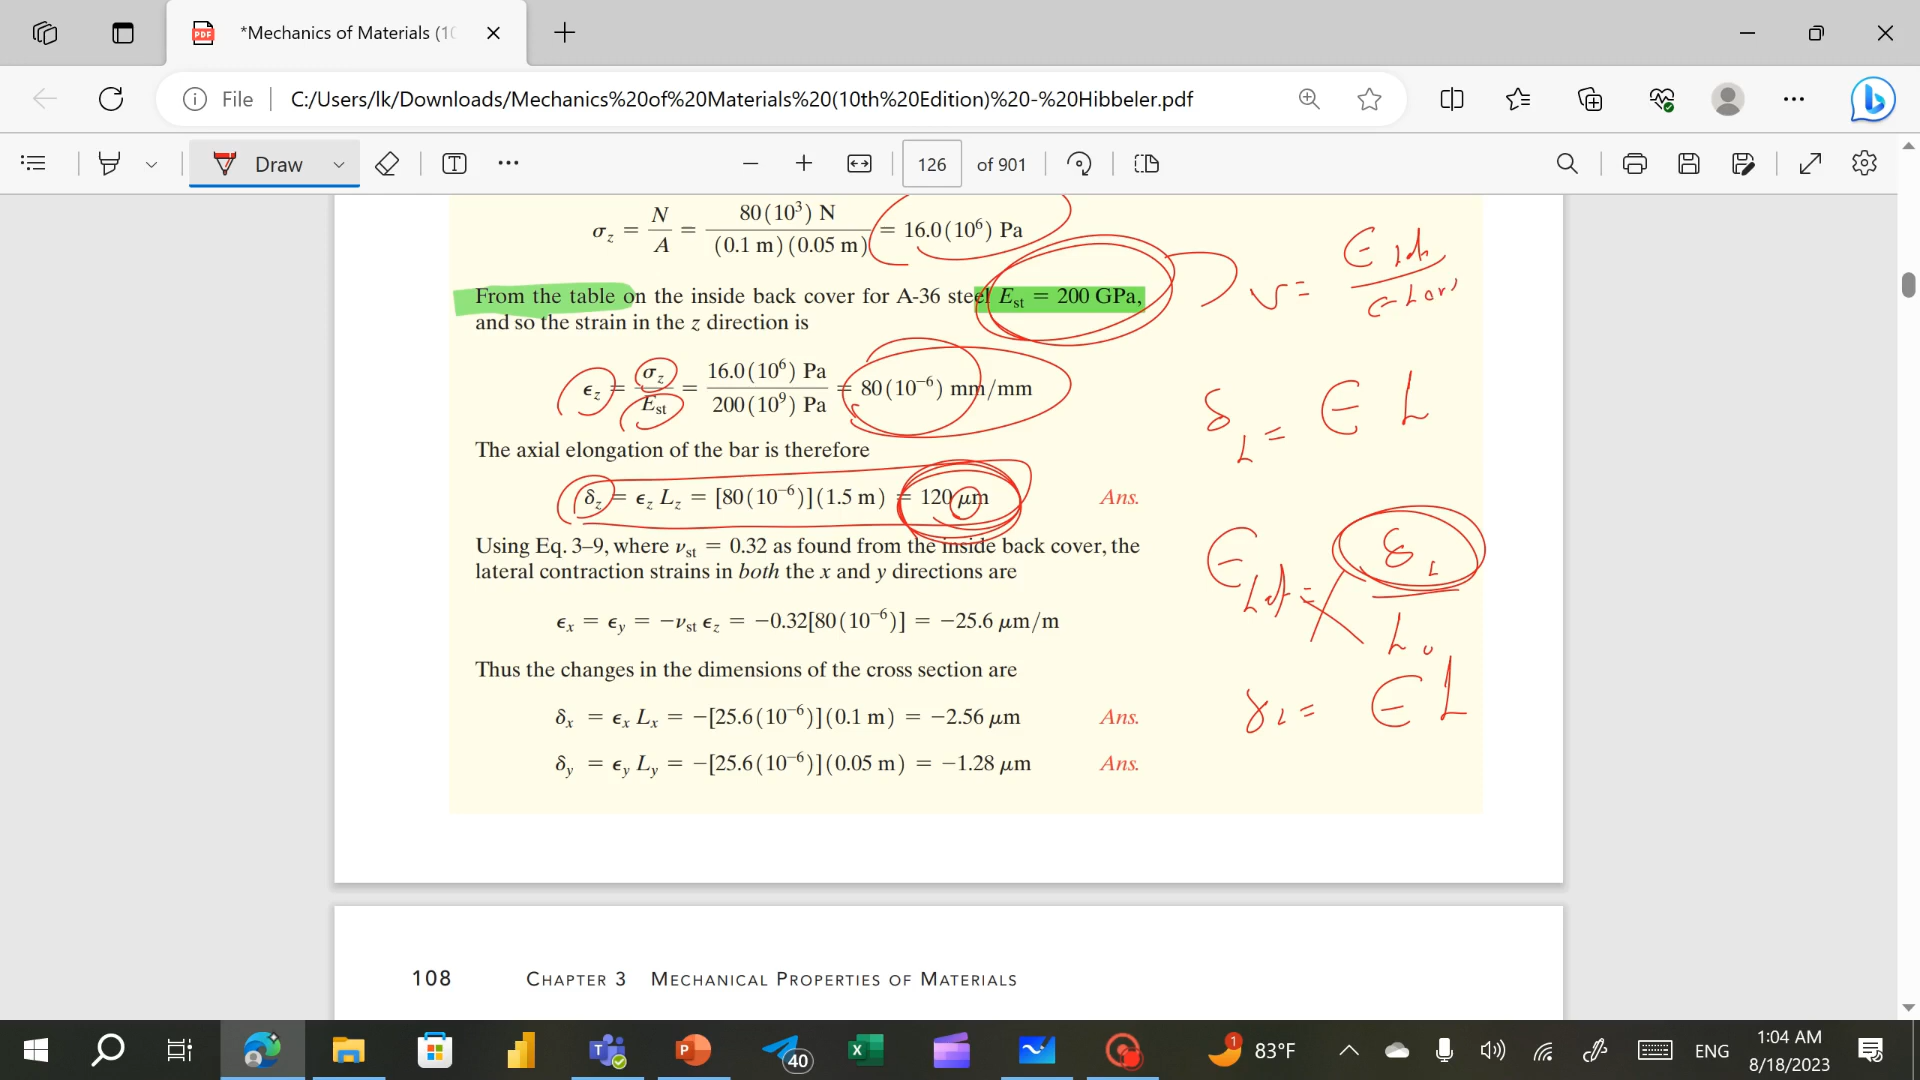 *Mechanics of Materials (10
File
C:/Users/lk/Downloads/Mechanics%20of%20Materials%20(10th%20Edition)%20-%20Hibbeler.pdf
Draw
126 of 901
σz = N/A = 80(10³) N / (0.1 m)(0.05 m) = 16.0(10⁶) Pa
From the table on the inside back cover for A-36 steel Est = 200 GPa,
and so the strain in the z direction is
ϵz = σz/Est = 16.0(10⁶) Pa / 200(10⁹) Pa = 80(10⁻⁶) mm/mm
The axial elongation of the bar is therefore
δz = ϵz Lz = [80(10⁻⁶)](1.5 m) = 120 μm Ans.
Using Eq. 3–9, where νst = 0.32 as found from the inside back cover, the
lateral contraction strains in both the x and y directions are
ϵx = ϵy = −νst ϵz = −0.32[80(10⁻⁶)] = −25.6 μm/m
Thus the changes in the dimensions of the cross section are
δx = ϵx Lx = −[25.6(10⁻⁶)](0.1 m) = −2.56 μm Ans.
δy = ϵy Ly = −[25.6(10⁻⁶)](0.05 m) = −1.28 μm Ans.
δL = ϵ L
108 CHAPTER 3 MECHANICAL PROPERTIES OF MATERIALS
40
1
83°F
ENG
1:04 AM
8/18/2023